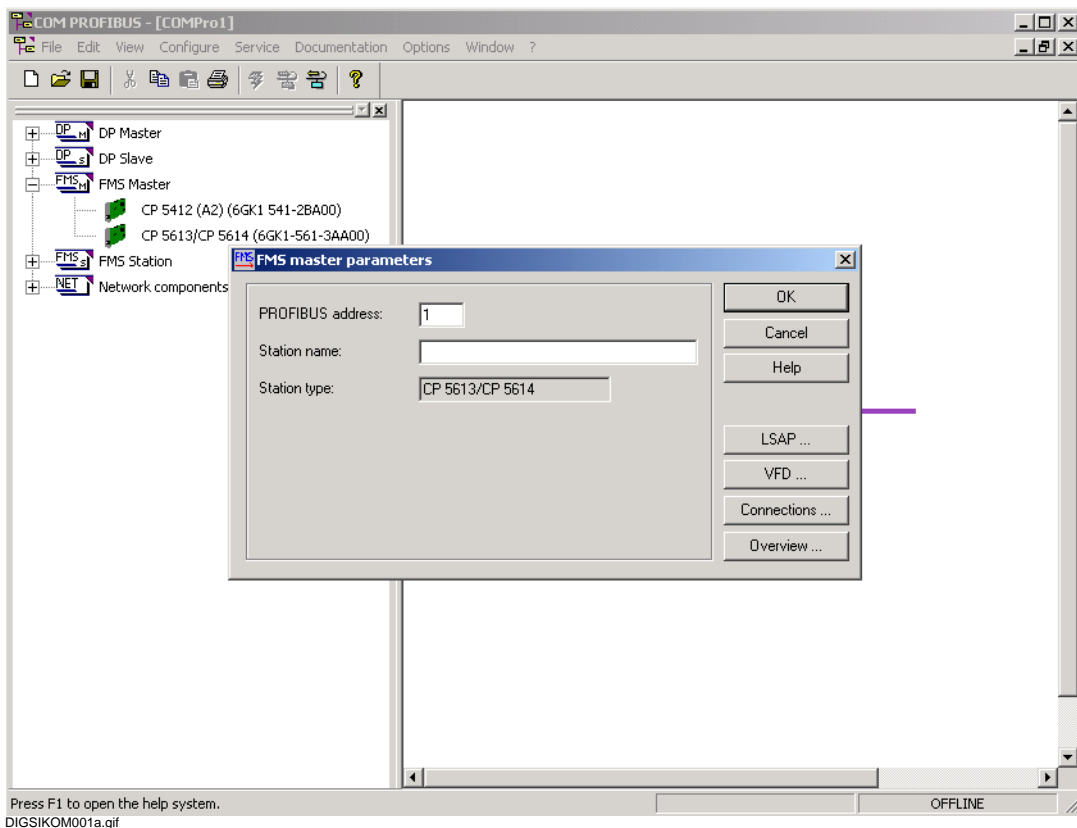 COM PROFIBUS - [COMPro1]
File Edit View Configure Service Documentation Options Window ?
DP M DP Master
DP s DP Slave
FMS M FMS Master
CP 5412 (A2) (6GK1 541-2BA00)
CP 5613/CP 5614 (6GK1-561-3AA00)
FMS s FMS Station
NET Network components
FMS FMS master parameters
PROFIBUS address: 1
Station name:
Station type: CP 5613/CP 5614
OK
Cancel
Help
LSAP ...
VFD ...
Connections ...
Overview ...
Press F1 to open the help system.
OFFLINE
DIGSIKOM001a.gif